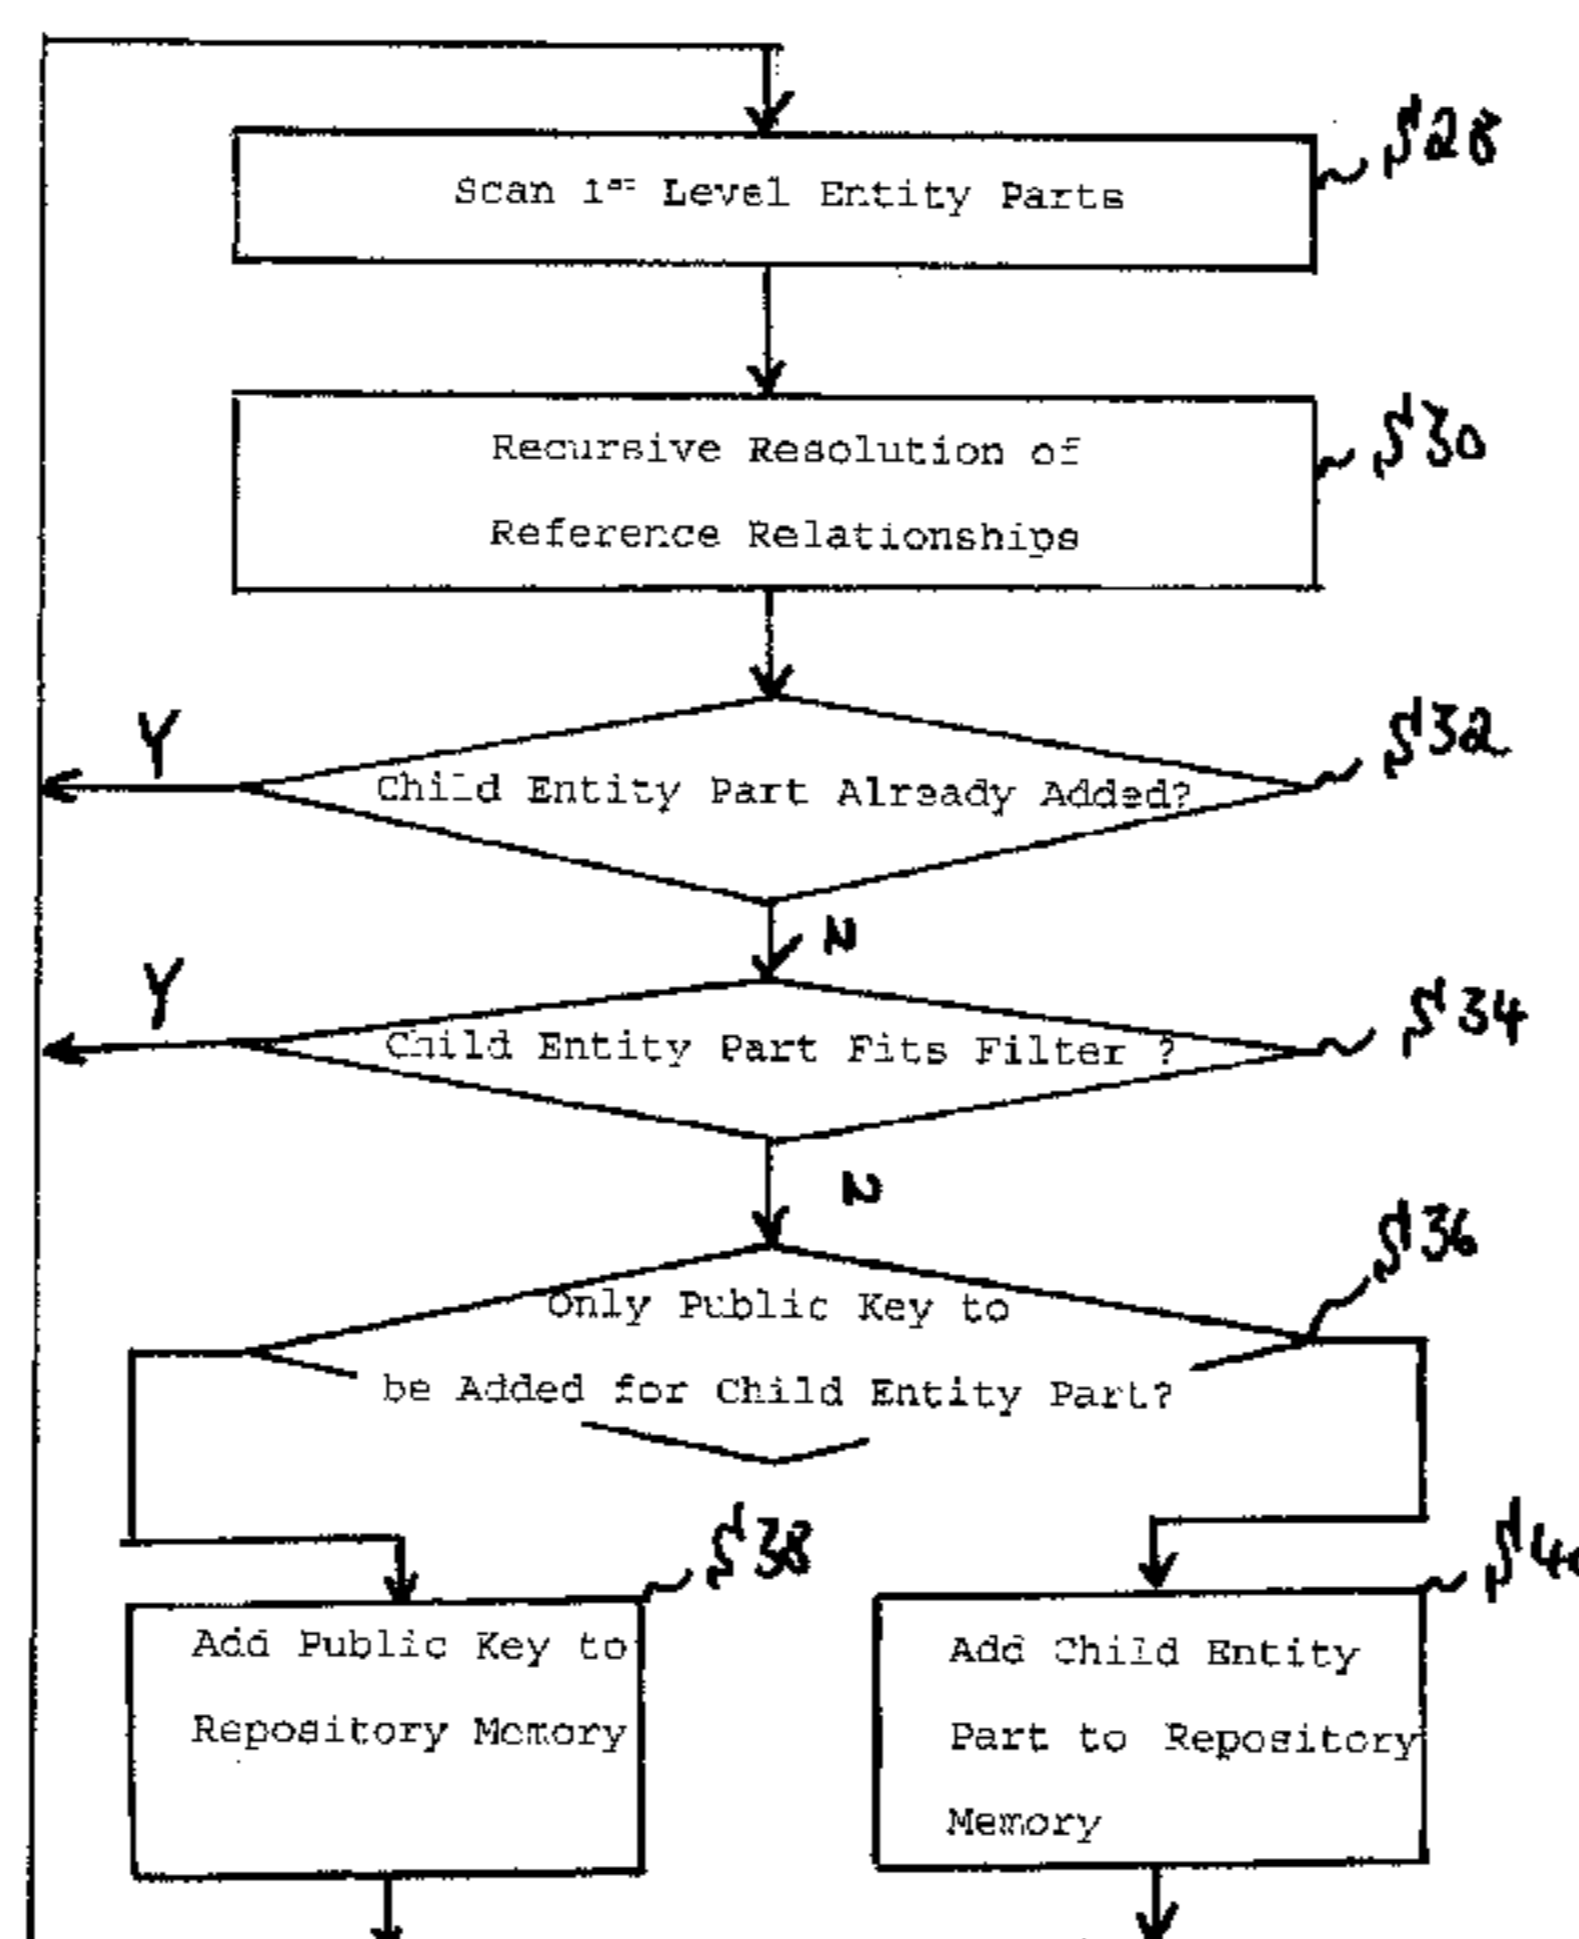 S28
Scan 1st Level Entity Parts
S30
Recursive Resolution of
Reference Relationships
S32
Y
Child Entity Part Already Added?
N
Y
S34
Child Entity Part Fits Filter ?
N
S36
Only Public Key to
be Added for Child Entity Part?
S38
Add Public Key to
Repository Memory
Add Child Entity
Part to Repository
Memory